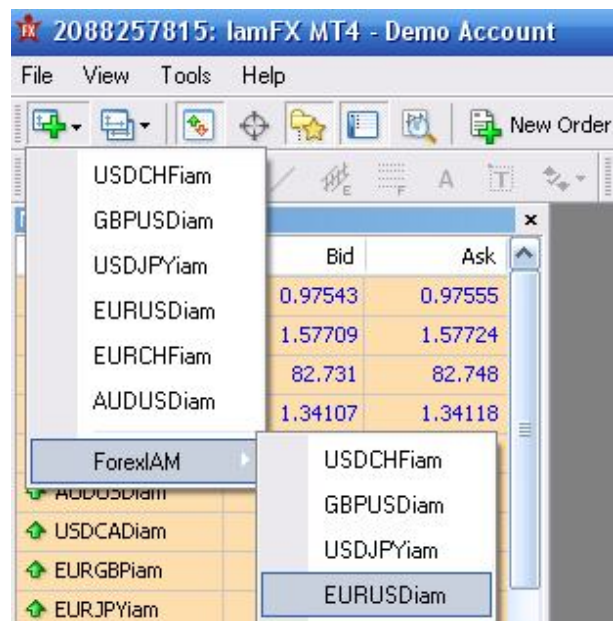 2088257815: IamFX MT4 - Demo Account
File View Tools Help
New Order
E F A T
USDCHFiam
GBPUSDiam
USDJPYiam
EURUSDiam
EURCHFiam
AUDUSDiam
ForexIAM
Bid Ask
0.97543 0.97555
1.57709 1.57724
82.731 82.748
1.34107 1.34118
USDCHFiam
GBPUSDiam
USDJPYiam
EURUSDiam
AUDUSDiam
USDCADiam
EURGBPiam
EURJPYiam